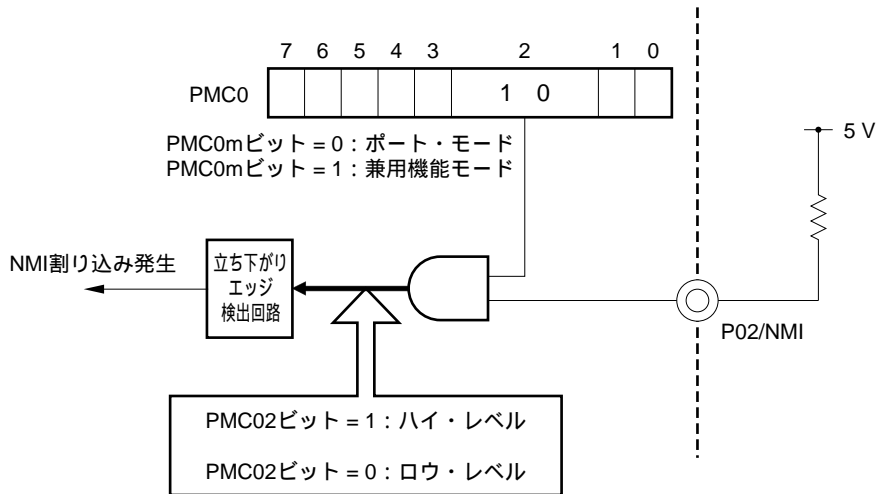 7 6 5 4 3 2 1 0
PMC0
1 0
5 V
PMC0mビット = 0 : ポート・モード
PMC0mビット = 1 : 兼用機能モード
NMI割り込み発生
立ち下がり
エッジ
検出回路
P02/NMI
PMC02ビット = 1 : ハイ・レベル
PMC02ビット = 0 : ロウ・レベル